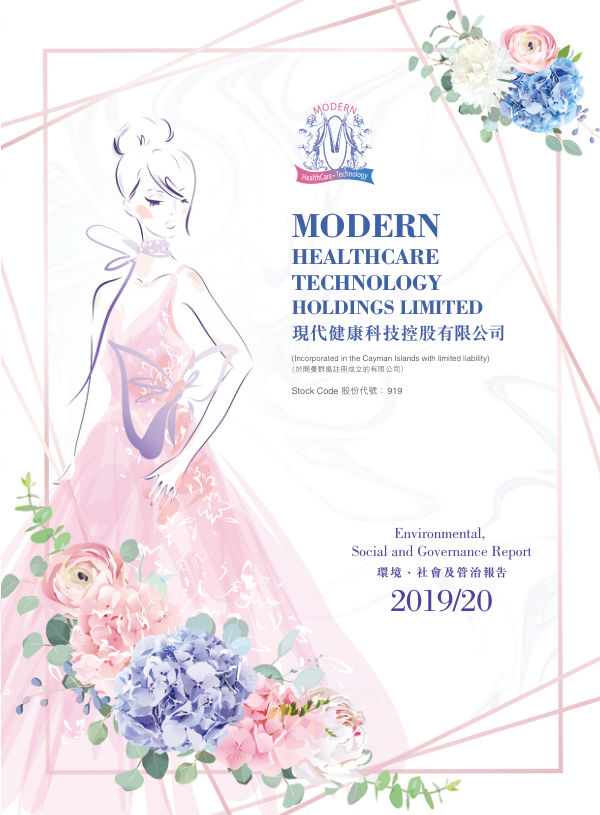 MODERN
HealthCare • Technology
MODERN
HEALTHCARE
TECHNOLOGY
HOLDINGS LIMITED
現代健康科技控股有限公司
(Incorporated in the Cayman Islands with limited liability)
(於開曼群島註冊成立的有限公司)
Stock Code 股份代號：919
Environmental,
Social and Governance Report
環境、社會及管治報告
2019/20